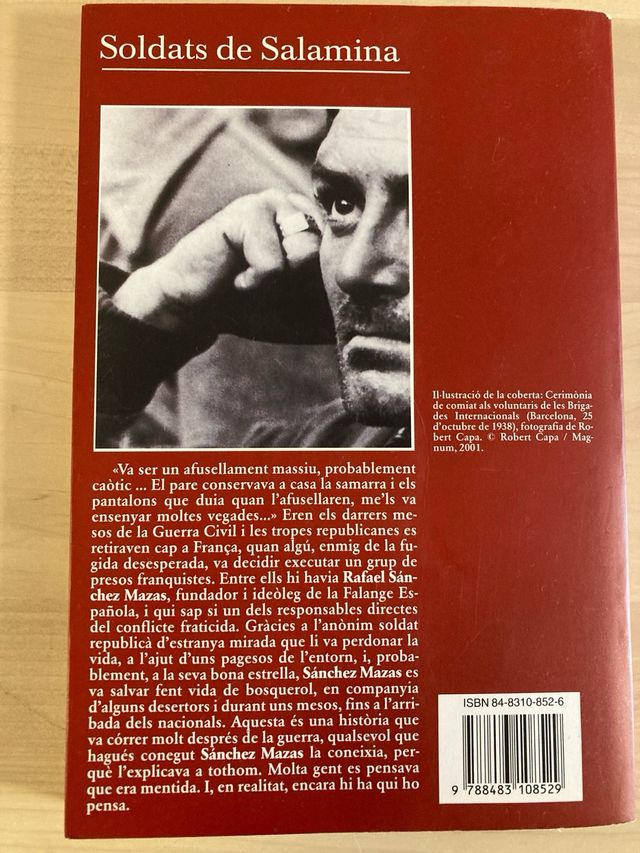 Soldats de Salamina
Il·lustració de la coberta: Cerimònia
de comiat als voluntaris de les Briga-
des Internacionals (Barcelona, 25
d'octubre de 1938), fotografia de Ro-
bert Capa. © Robert Capa / Mag-
num, 2001.
«Va ser un afusellament massiu, probablement
caòtic ... El pare conservava a casa la samarra i els
pantalons que duia quan l'afusellaren, me'ls va
ensenyar moltes vegades...» Eren els darrers me-
sos de la Guerra Civil i les tropes republicanes es
retiraven cap a França, quan algú, enmig de la fu-
gida desesperada, va decidir executar un grup de
presos franquistes. Entre ells hi havia Rafael Sán-
chez Mazas, fundador i ideòleg de la Falange Es-
pañola, i qui sap si un dels responsables directes
del conflicte fraticida. Gràcies a l'anònim soldat
republicà d'estranya mirada que li va perdonar la
vida, a l'ajut d'uns pagesos de l'entorn, i, proba-
blement, a la seva bona estrella, Sánchez Mazas es
va salvar fent vida de bosquerol, en companyia
d'alguns desertors i durant uns mesos, fins a l'arri-
bada dels nacionals. Aquesta és una història que
va córrer molt després de la guerra, qualsevol que
hagués conegut Sánchez Mazas la coneixia, per-
què l'explicava a tothom. Molta gent es pensava
que era mentida. I, en realitat, encara hi ha qui ho
pensa.
ISBN 84-8310-852-6
9 788483 108529